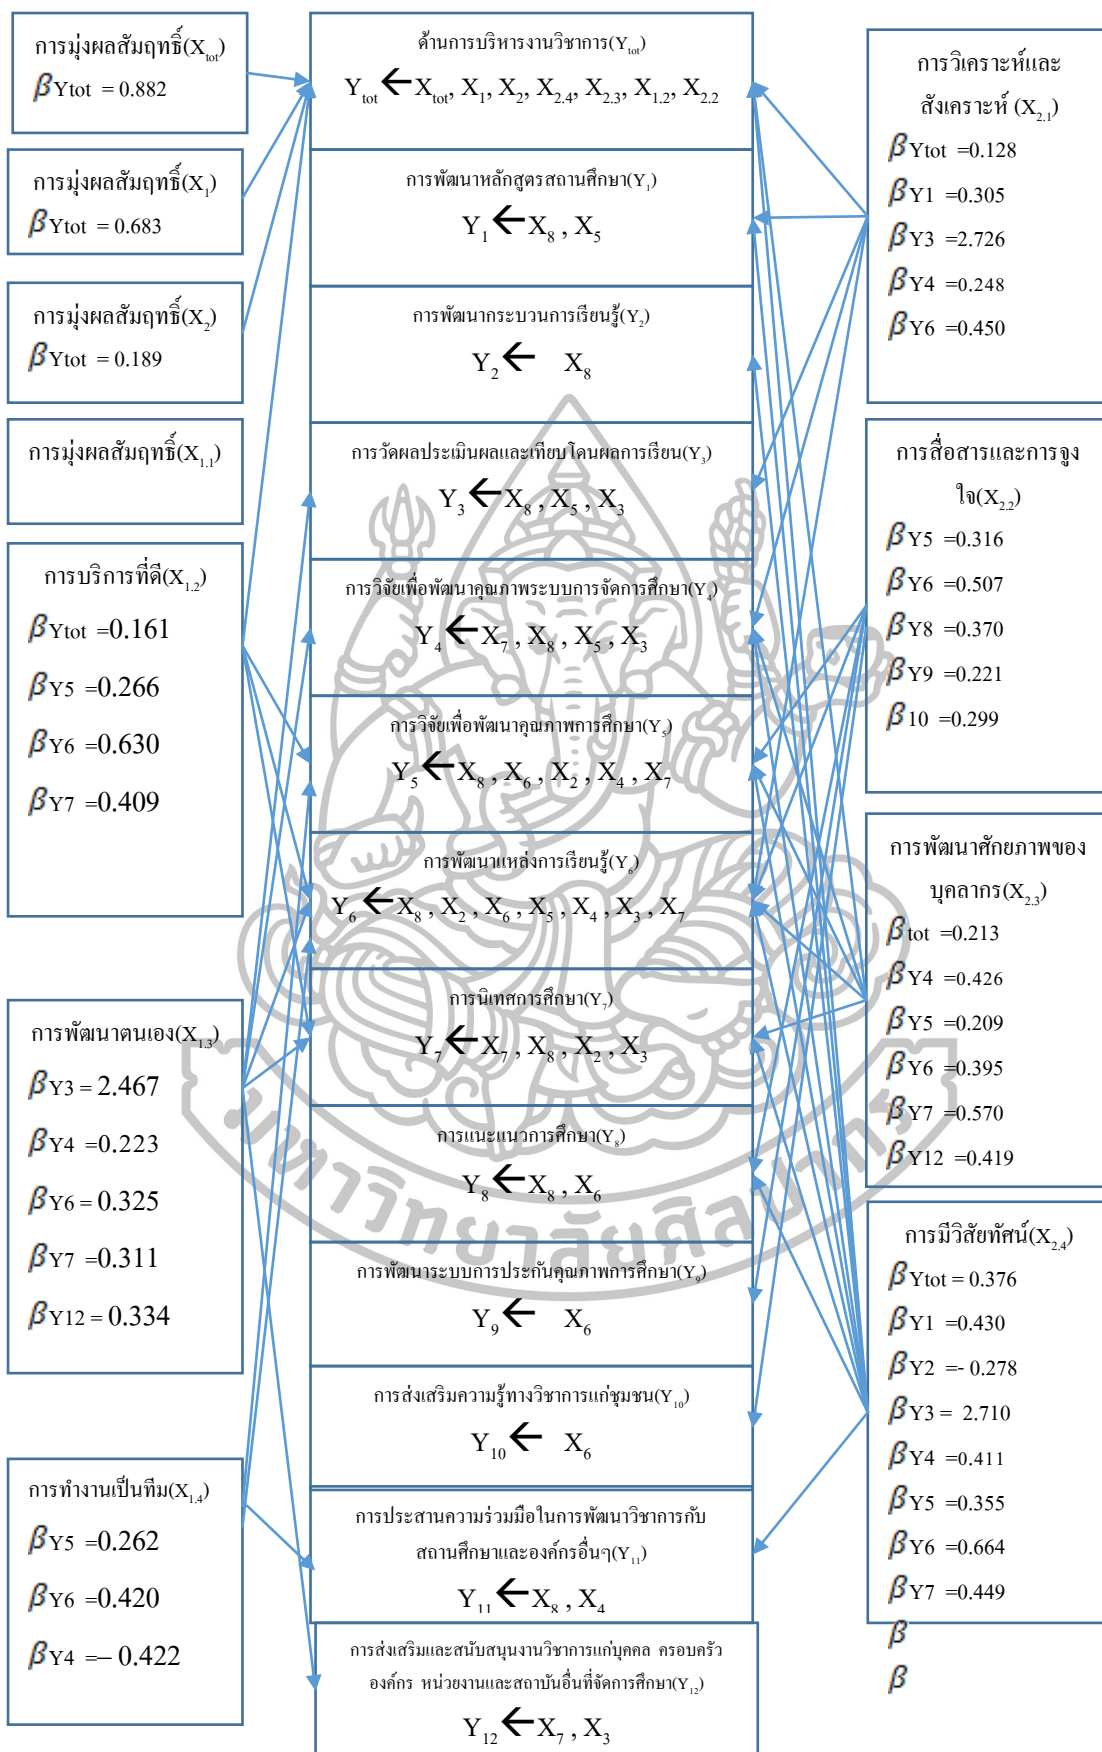 การมุ่งผลสัมฤทธิ์(Xtot)
βYtot = 0.882
การมุ่งผลสัมฤทธิ์(X1)
βYtot = 0.683
การมุ่งผลสัมฤทธิ์(X2)
βYtot = 0.189
การมุ่งผลสัมฤทธิ์(X1.1)
การบริการที่ดี(X1.2)
βYtot =0.161
βY5 =0.266
βY6 =0.630
βY7 =0.409
การพัฒนาตนเอง(X1.3)
βY3 = 2.467
βY4 =0.223
βY6 = 0.325
βY7 =0.311
βY12 = 0.334
การทำงานเป็นทีม(X1.4)
βY5 =0.262
βY6 =0.420
βY4 =– 0.422
ด้านการบริหารงานวิชาการ(Ytot)
Ytot ← Xtot, X1, X2, X2.4, X2.3, X1.2, X2.2
การพัฒนาหลักสูตรสถานศึกษา(Y1)
Y1 ← X8 , X5
การพัฒนากระบวนการเรียนรู้(Y2)
Y2 ← X8
การวัดผลประเมินผลและเทียบโดนผลการเรียน(Y3)
Y3 ← X8 , X5 , X3
การวิจัยเพื่อพัฒนาคุณภาพระบบการจัดการศึกษา(Y4)
Y4 ← X7 , X8 , X5 , X3
การวิจัยเพื่อพัฒนาคุณภาพการศึกษา(Y5)
Y5 ← X8 , X6 , X2 , X4 , X7
การพัฒนาแหล่งการเรียนรู้(Y6)
Y6 ← X8 , X2 , X6 , X5 , X4 , X3 , X7
การนิเทศการศึกษา(Y7)
Y7 ← X7 , X8 , X2 , X3
การแนะแนวการศึกษา(Y8)
Y8 ← X8 , X6
การพัฒนาระบบการประกันคุณภาพการศึกษา(Y9)
Y9 ← X6
การส่งเสริมความรู้ทางวิชาการแก่ชุมชน(Y10)
Y10 ← X6
การประสานความร่วมมือในการพัฒนาวิชาการกับ
สถานศึกษาและองค์กรอื่นๆ(Y11)
Y11 ← X8 , X4
การส่งเสริมและสนับสนุนงานวิชาการแก่บุคคล ครอบครัว
องค์กร หน่วยงานและสถาบันอื่นที่จัดการศึกษา(Y12)
Y12 ← X7 , X3
การวิเคราะห์และ
สังเคราะห์ (X2.1)
βYtot =0.128
βY1 =0.305
βY3 =2.726
βY4 =0.248
βY6 =0.450
การสื่อสารและการจูง
ใจ(X2.2)
βY5 =0.316
βY6 =0.507
βY8 =0.370
βY9 =0.221
β10 =0.299
การพัฒนาศักยภาพของ
บุคลากร(X2.3)
βtot =0.213
βY4 =0.426
βY5 =0.209
βY6 =0.395
βY7 =0.570
βY12 =0.419
การมีวิสัยทัศน์(X2.4)
βYtot = 0.376
βY1 =0.430
βY2 =- 0.278
βY3 = 2.710
βY4 =0.411
βY5 =0.355
βY6 =0.664
βY7 =0.449
β
β
มหาวิทยาลัยศิลปากร